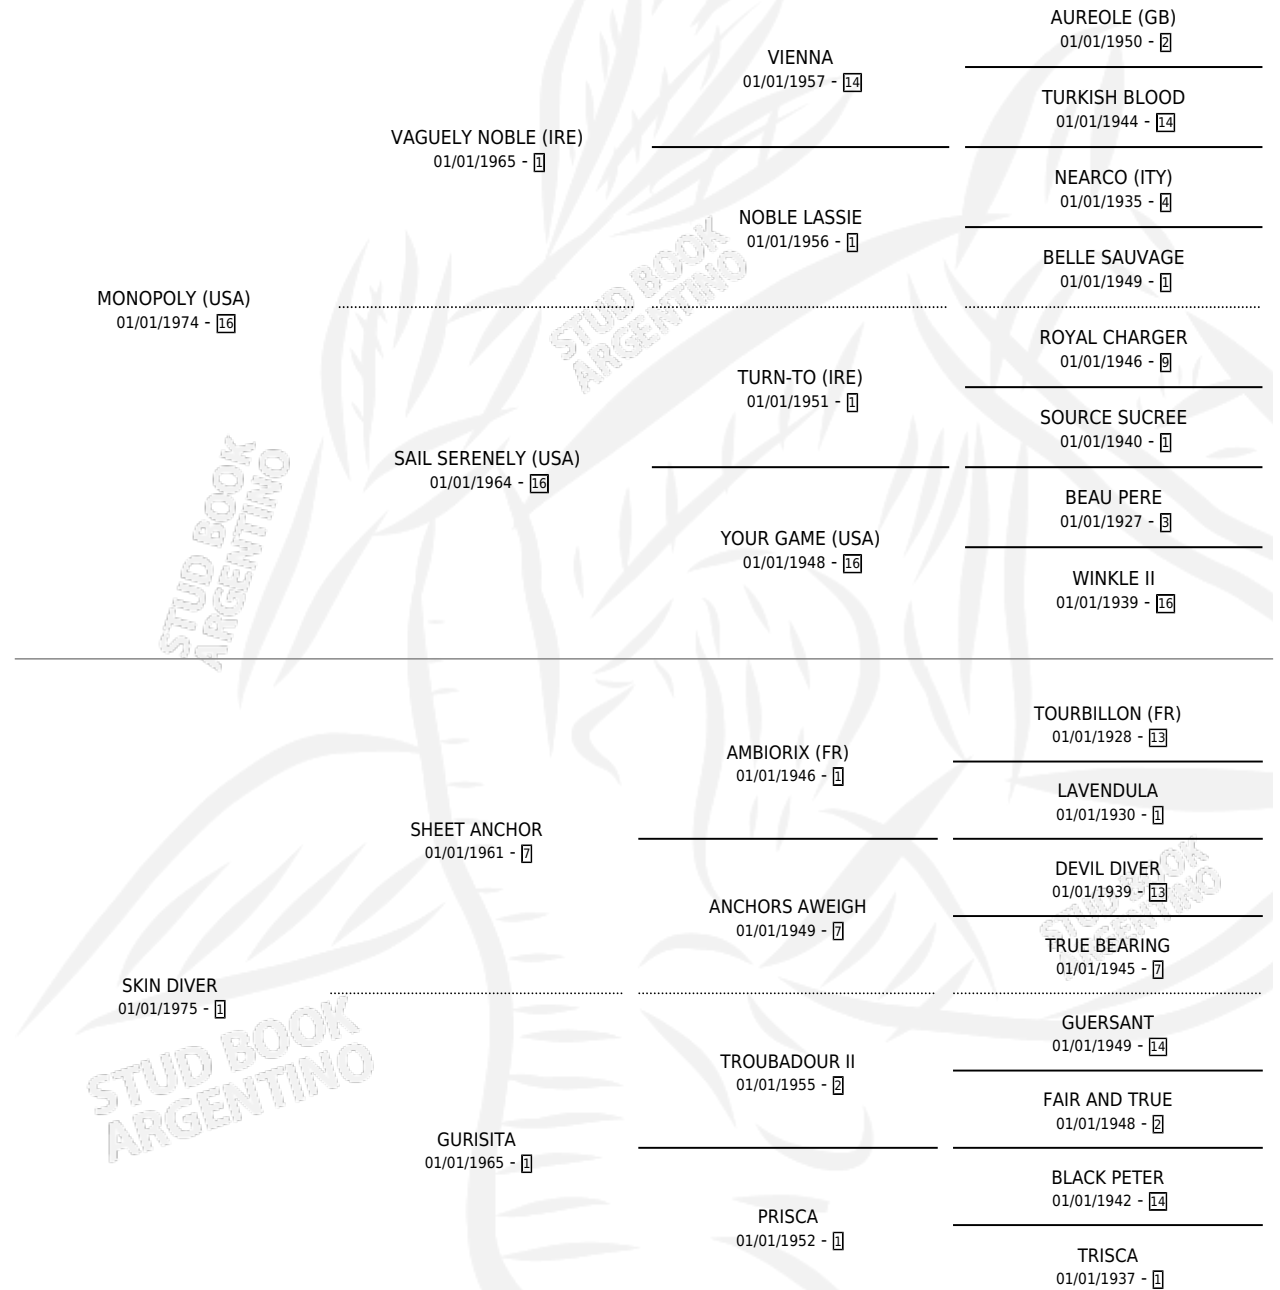 AUREOLE (GB)
01/01/1950 - 2
VIENNA
01/01/1957 - 14
TURKISH BLOOD
01/01/1944 - 14
VAGUELY NOBLE (IRE)
01/01/1965 - 1
NEARCO (ITY)
01/01/1935 - 4
NOBLE LASSIE
01/01/1956 - 1
BELLE SAUVAGE
01/01/1949 - 1
MONOPOLY (USA)
01/01/1974 - 16
ROYAL CHARGER
01/01/1946 - 9
TURN-TO (IRE)
01/01/1951 - 1
SOURCE SUCREE
01/01/1940 - 1
SAIL SERENELY (USA)
01/01/1964 - 16
BEAU PERE
01/01/1927 - 3
YOUR GAME (USA)
01/01/1948 - 16
WINKLE II
01/01/1939 - 16
TOURBILLON (FR)
01/01/1928 - 13
AMBIORIX (FR)
01/01/1946 - 1
LAVENDULA
01/01/1930 - 1
SHEET ANCHOR
01/01/1961 - 7
DEVIL DIVER
01/01/1939 - 13
ANCHORS AWEIGH
01/01/1949 - 7
TRUE BEARING
01/01/1945 - 7
SKIN DIVER
01/01/1975 - 1
GUERSANT
01/01/1949 - 14
TROUBADOUR II
01/01/1955 - 2
FAIR AND TRUE
01/01/1948 - 2
GURISITA
01/01/1965 - 1
BLACK PETER
01/01/1942 - 14
PRISCA
01/01/1952 - 1
TRISCA
01/01/1937 - 1
STUD BOOK
ARGENTINO
STUD BOOK
ARGENTINO
STUD BOOK
ARGENTINO
STUD BOOK
ARGENTINO